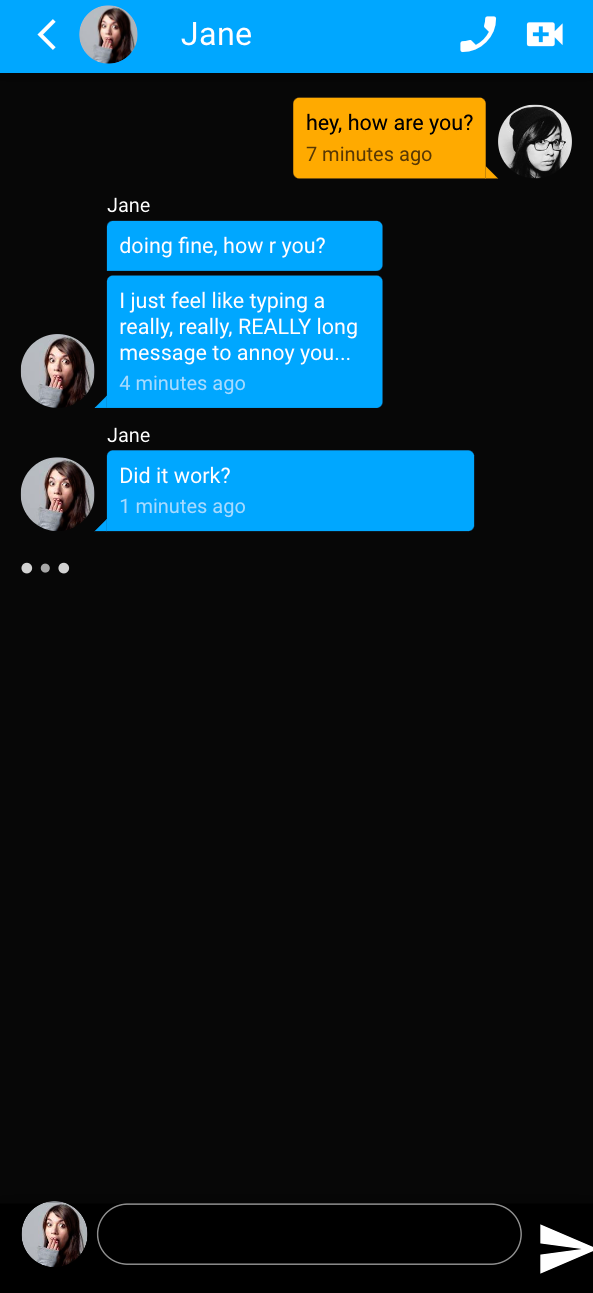 Jane
hey, how are you?
7 minutes ago
Jane
doing fine, how r you?
I just feel like typing a
really, really, REALLY long
message to annoy you...
4 minutes ago
Jane
Did it work?
1 minutes ago